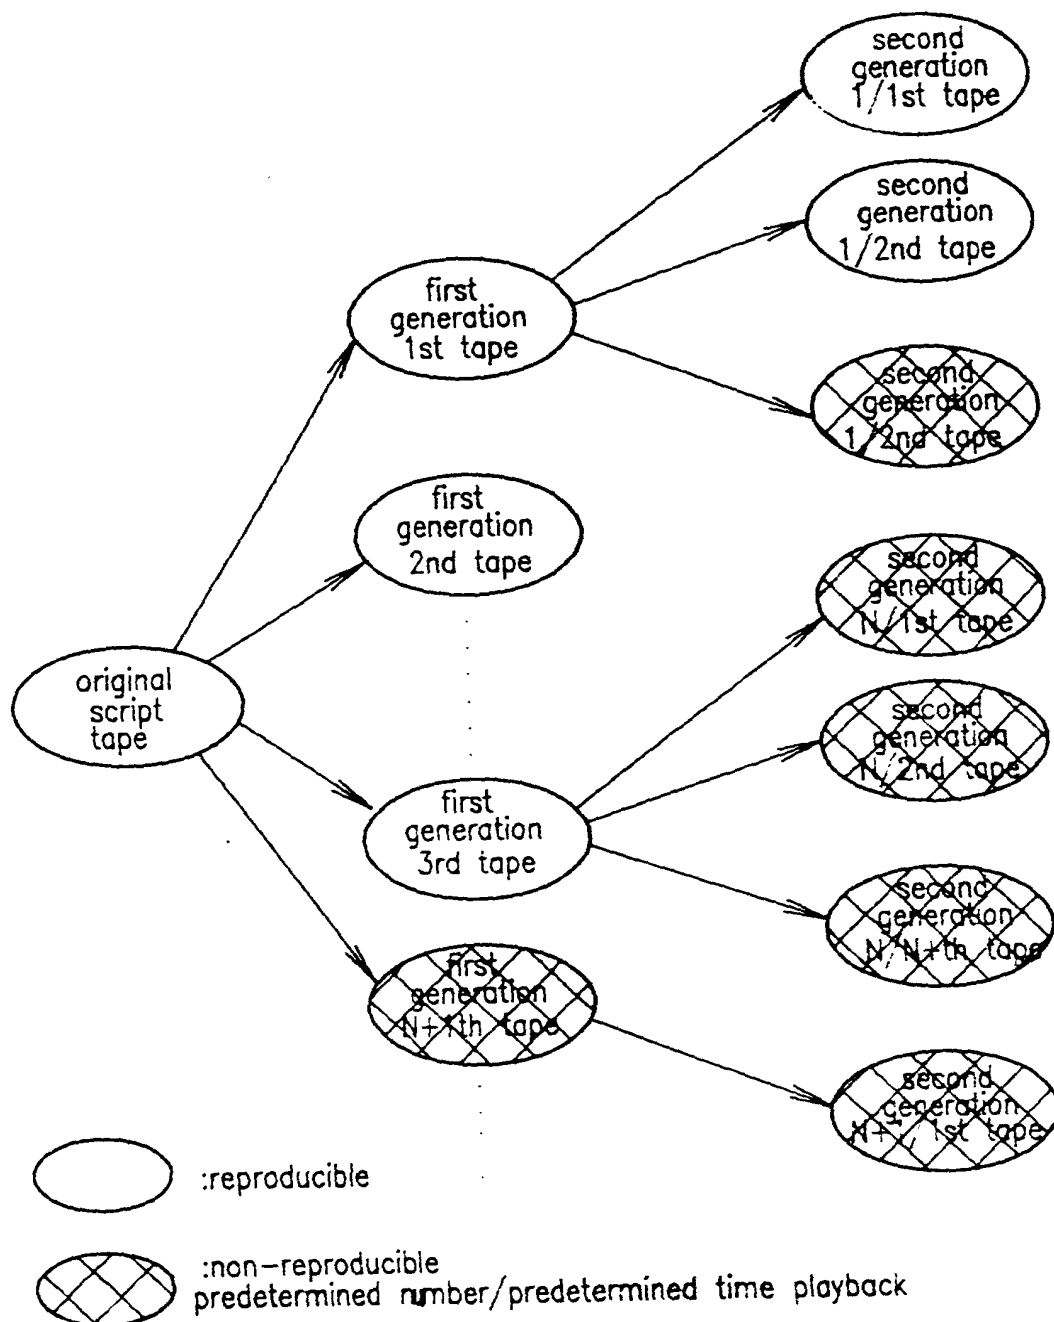 second
generation
1/1st tape
second
generation
1/2nd tape
first
generation
1st tape
second
generation
1/2nd tape
first
generation
2nd tape
second
generation
N/1st tape
original
script
tape
second
generation
N/2nd tape
first
generation
3rd tape
second
generation
N/N+th tape
first
generation
N+1th tape
second
generation
N+1/1st tape
:reproducible
:non-reproducible
predetermined number/predetermined time playback